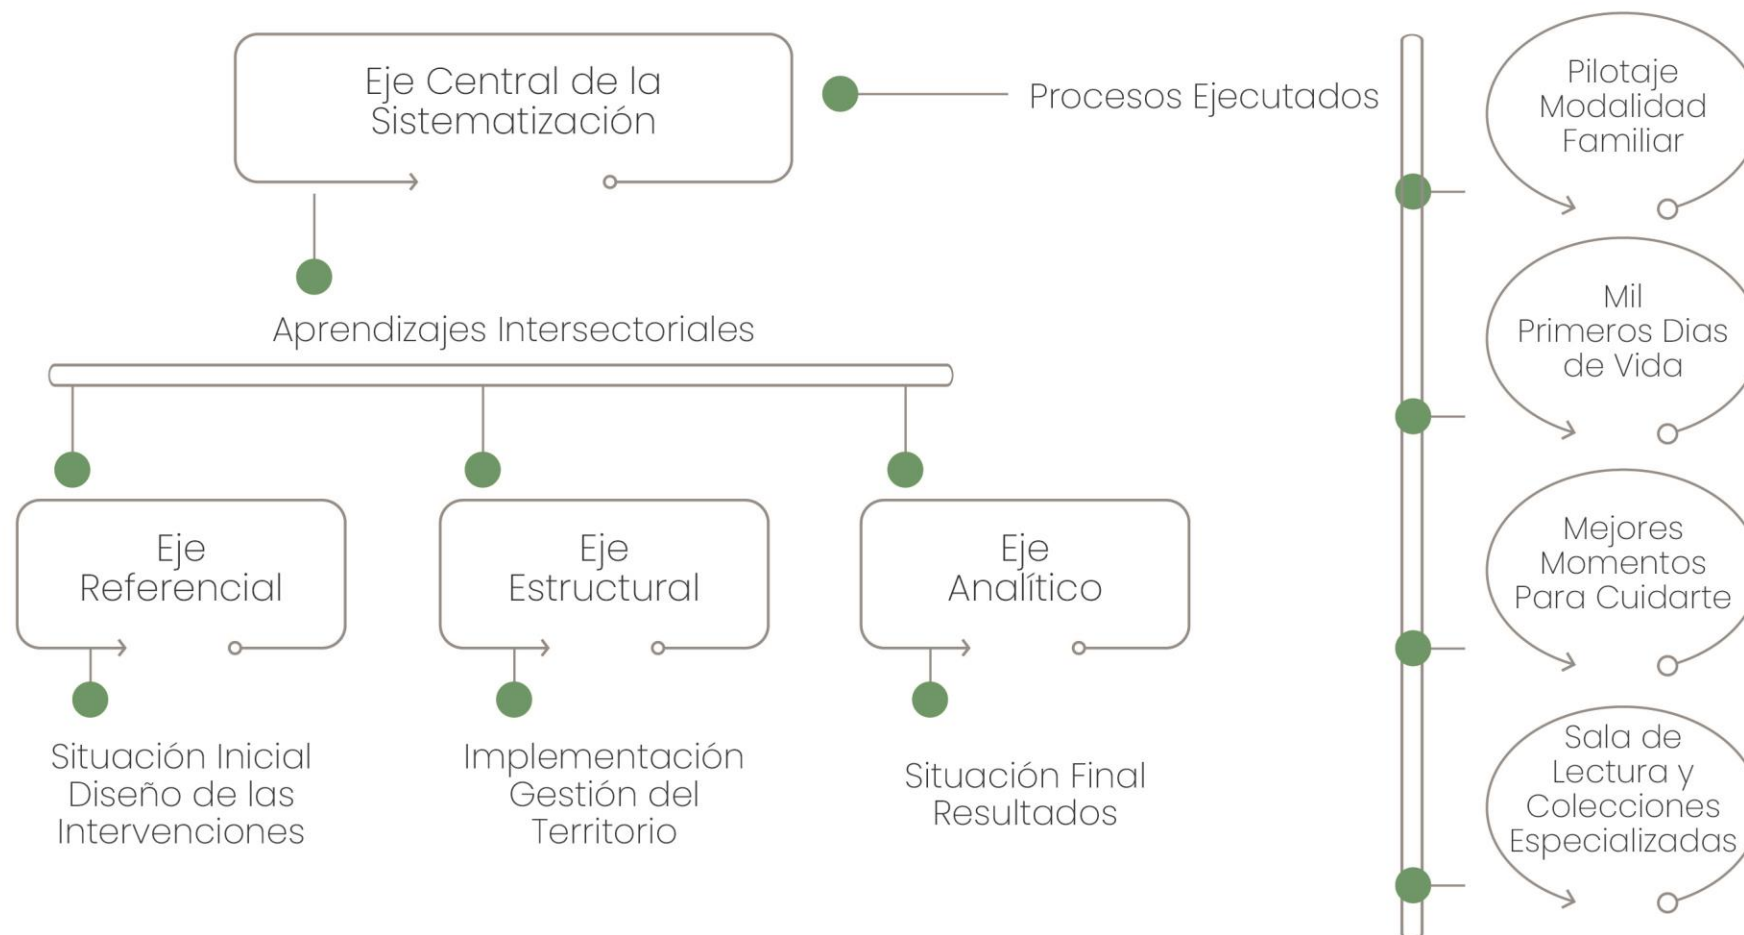 Eje Central de la
Sistematización
Procesos Ejecutados
Aprendizajes Intersectoriales
Eje
Referencial
Eje
Estructural
Eje
Analítico
Situación Inicial
Diseño de las
Intervenciones
Implementación
Gestión del
Territorio
Situación Final
Resultados
Pilotaje
Modalidad
Familiar
Mil
Primeros Dias
de Vida
Mejores
Momentos
Para Cuidarte
Sala de
Lectura y
Colecciones
Especializadas